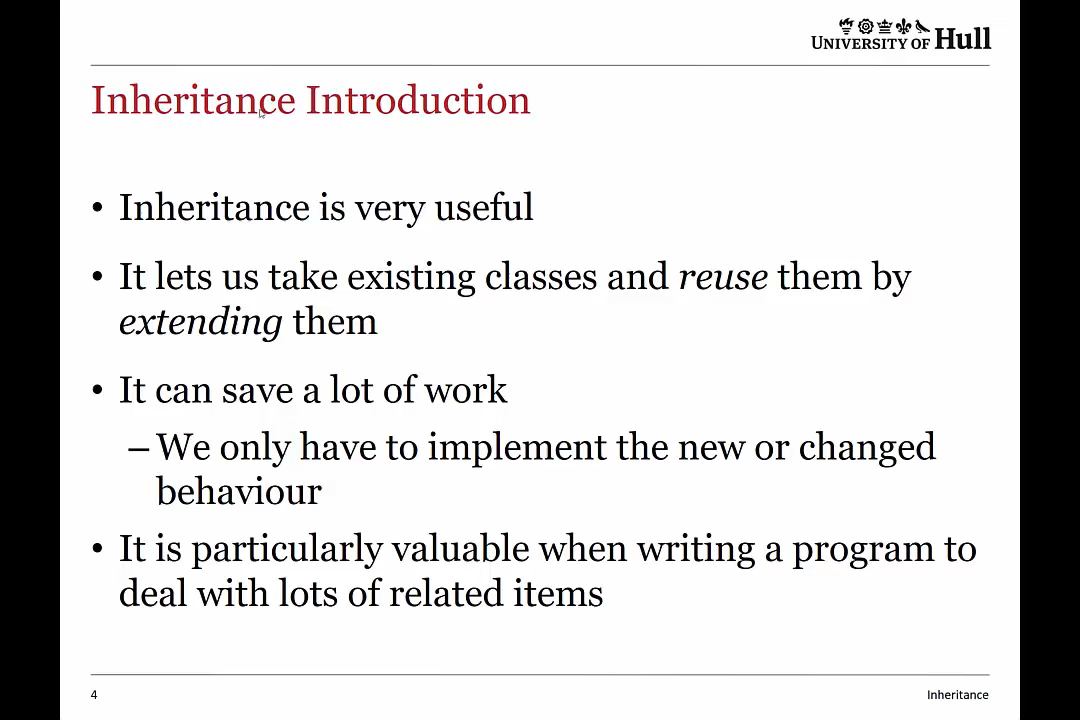 UNIVERSITY OF Hull
Inheritance Introduction
• Inheritance is very useful
• It lets us take existing classes and reuse them by
extending them
• It can save a lot of work
– We only have to implement the new or changed
behaviour
• It is particularly valuable when writing a program to
deal with lots of related items
4
Inheritance